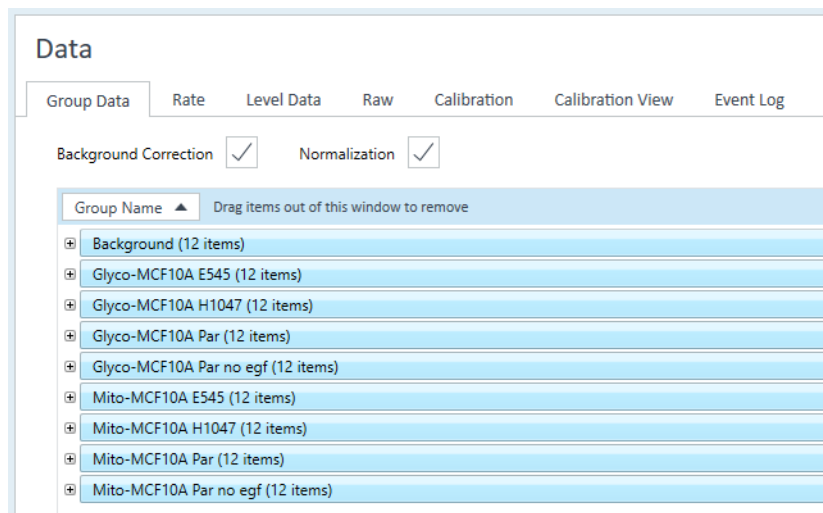 Data
Group Data Rate Level Data Raw Calibration Calibration View Event Log
Background Correction Normalization
Group Name Drag items out of this window to remove
Background (12 items)
Glyco-MCF10A E545 (12 items)
Glyco-MCF10A H1047 (12 items)
Glyco-MCF10A Par (12 items)
Glyco-MCF10A Par no egf (12 items)
Mito-MCF10A E545 (12 items)
Mito-MCF10A H1047 (12 items)
Mito-MCF10A Par (12 items)
Mito-MCF10A Par no egf (12 items)